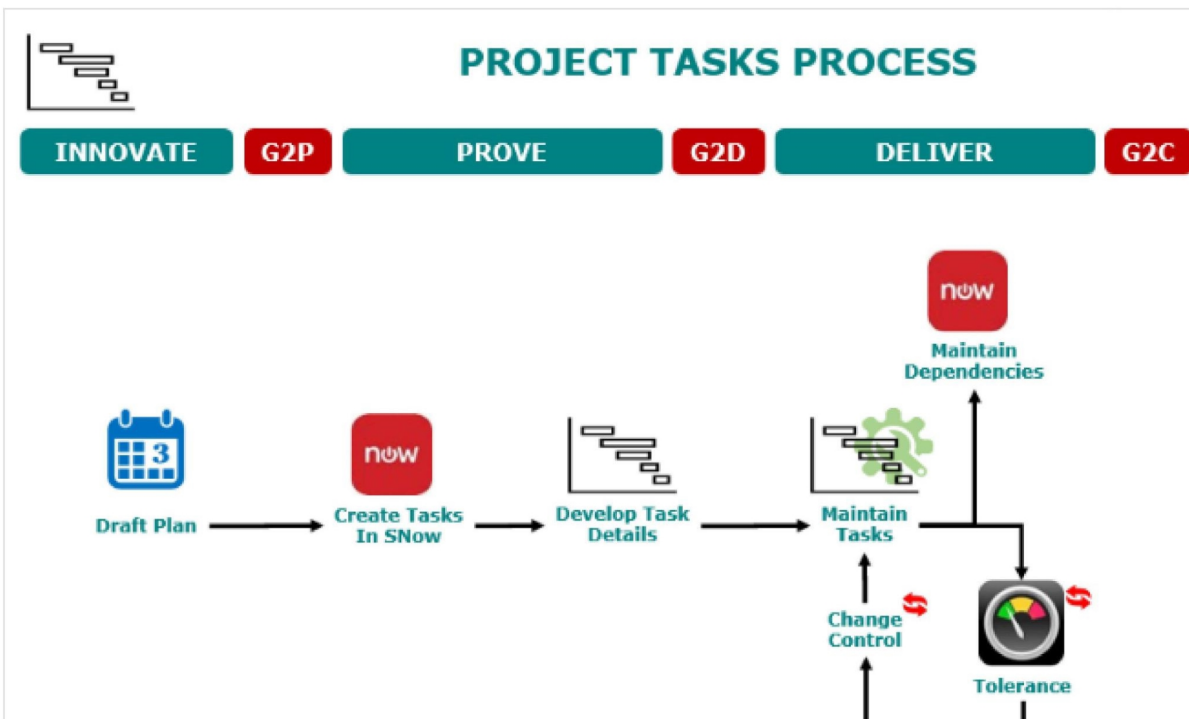 PROJECT TASKS PROCESS
INNOVATE
G2P
PROVE
G2D
DELIVER
G2C
now
Maintain
Dependencies
3
now
Draft Plan
Create Tasks
In SNow
Develop Task
Details
Maintain
Tasks
Change
Control
Tolerance